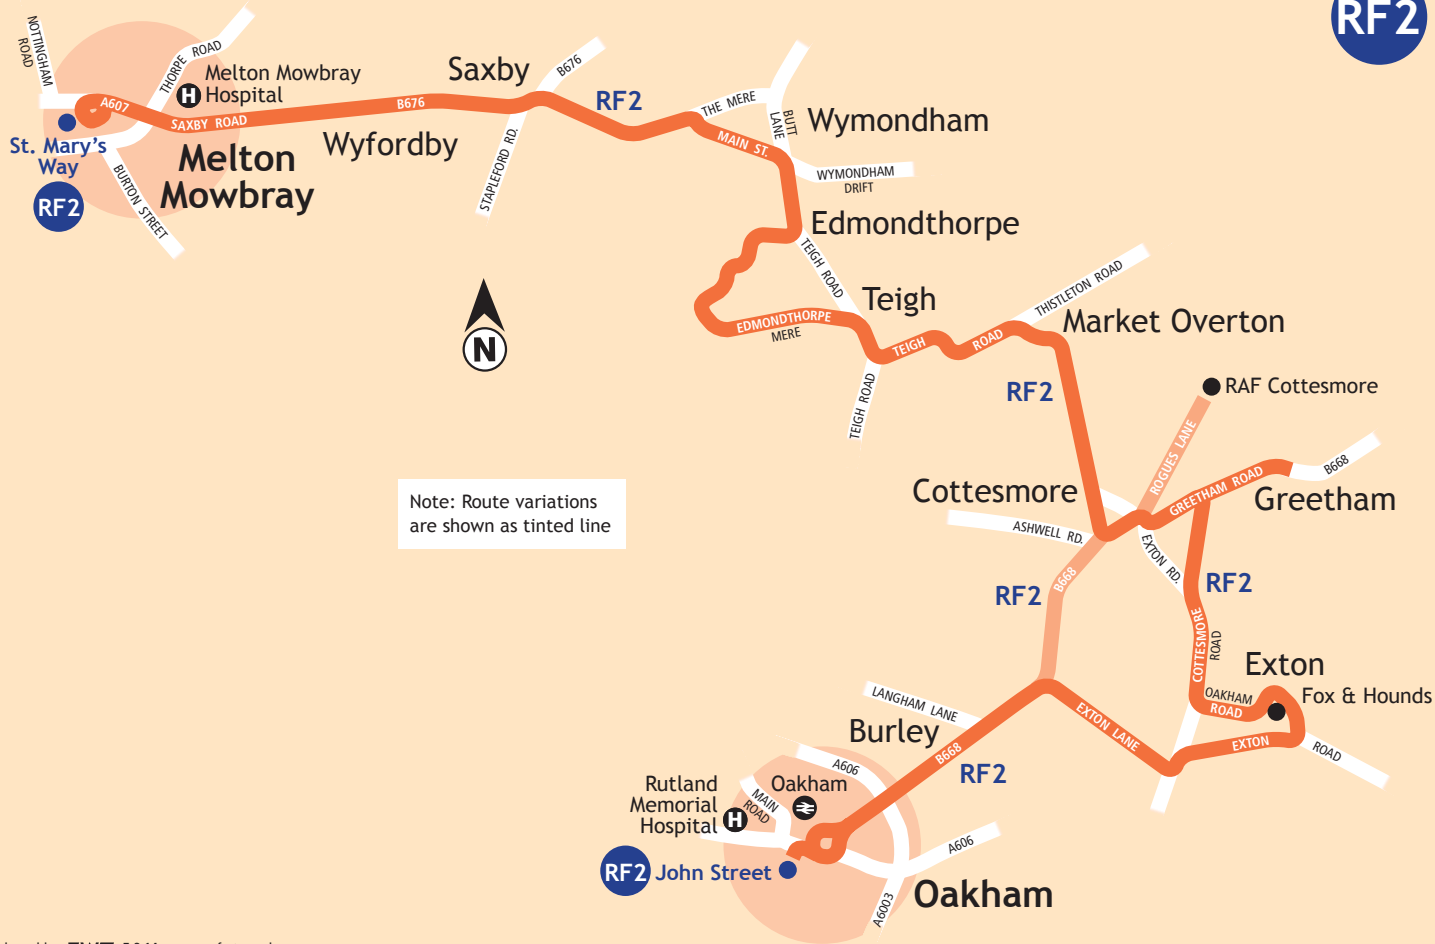 RF2
NOTTINGHAM
ROAD
THORPE ROAD
Melton Mowbray
H Hospital
A607
SAXBY ROAD
B676
St. Mary's
Way
RF2
BURTON STREET
Melton
Mowbray
Wyfordby
Saxby
B676
STAPLEFORD RD.
RF2
THE MERE
BUTT
LANE
Wymondham
MAIN ST.
WYMONDHAM
DRIFT
Edmondthorpe
TEIGH ROAD
Teigh
EDMONDTHORPE
MERE
TEIGH ROAD
TEIGH ROAD
THISTLETON ROAD
Market Overton
N
RF2
RAF Cottesmore
ROGUES LANE
Cottesmore
GREETHAM ROAD
B668
Greetham
ASHWELL RD.
EXTON RD.
Note: Route variations
are shown as tinted line
B668
RF2
RF2
COTTESMORE
ROAD
Exton
OAKHAM
ROAD
Fox & Hounds
LANGHAM LANE
EXTON LANE
EXTON
ROAD
Burley
B668
RF2
A606
Rutland
Memorial
Hospital H
MAIN
ROAD
Oakham
A606
RF2 John Street
Oakham
A6003